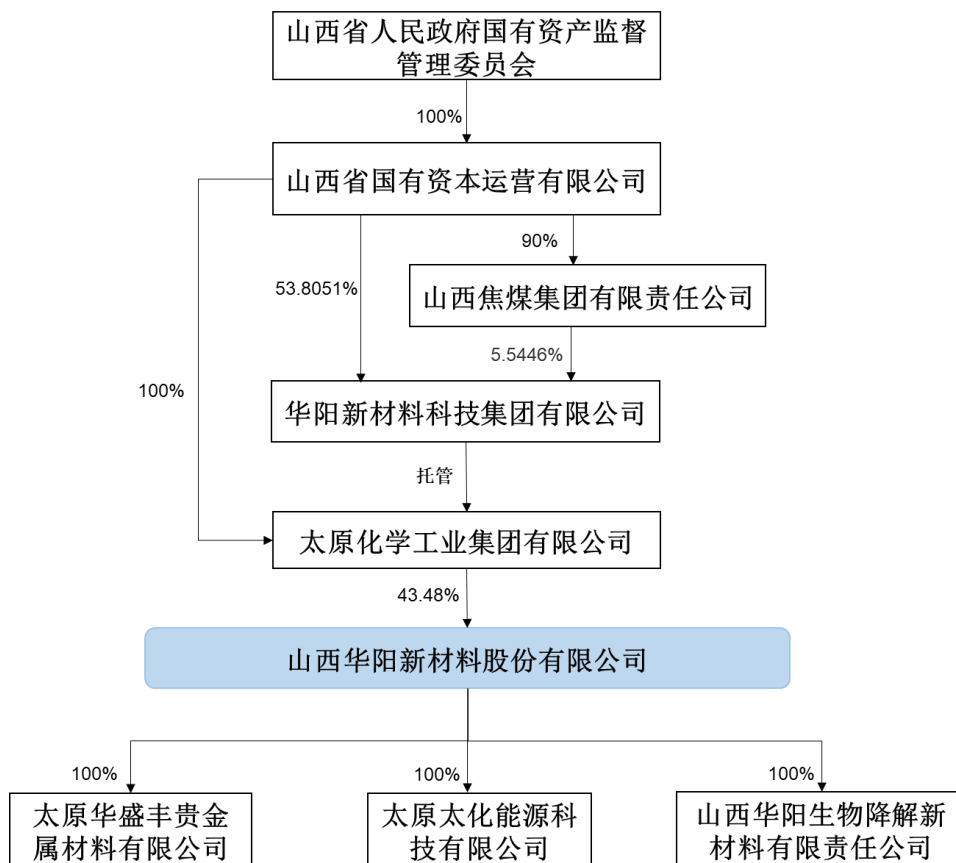 山西省人民政府国有资产监督
管理委员会
100%
山西省国有资本运营有限公司
90%
53.8051%
山西焦煤集团有限责任公司
5.5446%
100%
华阳新材料科技集团有限公司
托管
太原化学工业集团有限公司
43.48%
山西华阳新材料股份有限公司
100%
100%
100%
太原华盛丰贵金
属材料有限公司
太原太化能源科
技有限公司
山西华阳生物降解新
材料有限责任公司